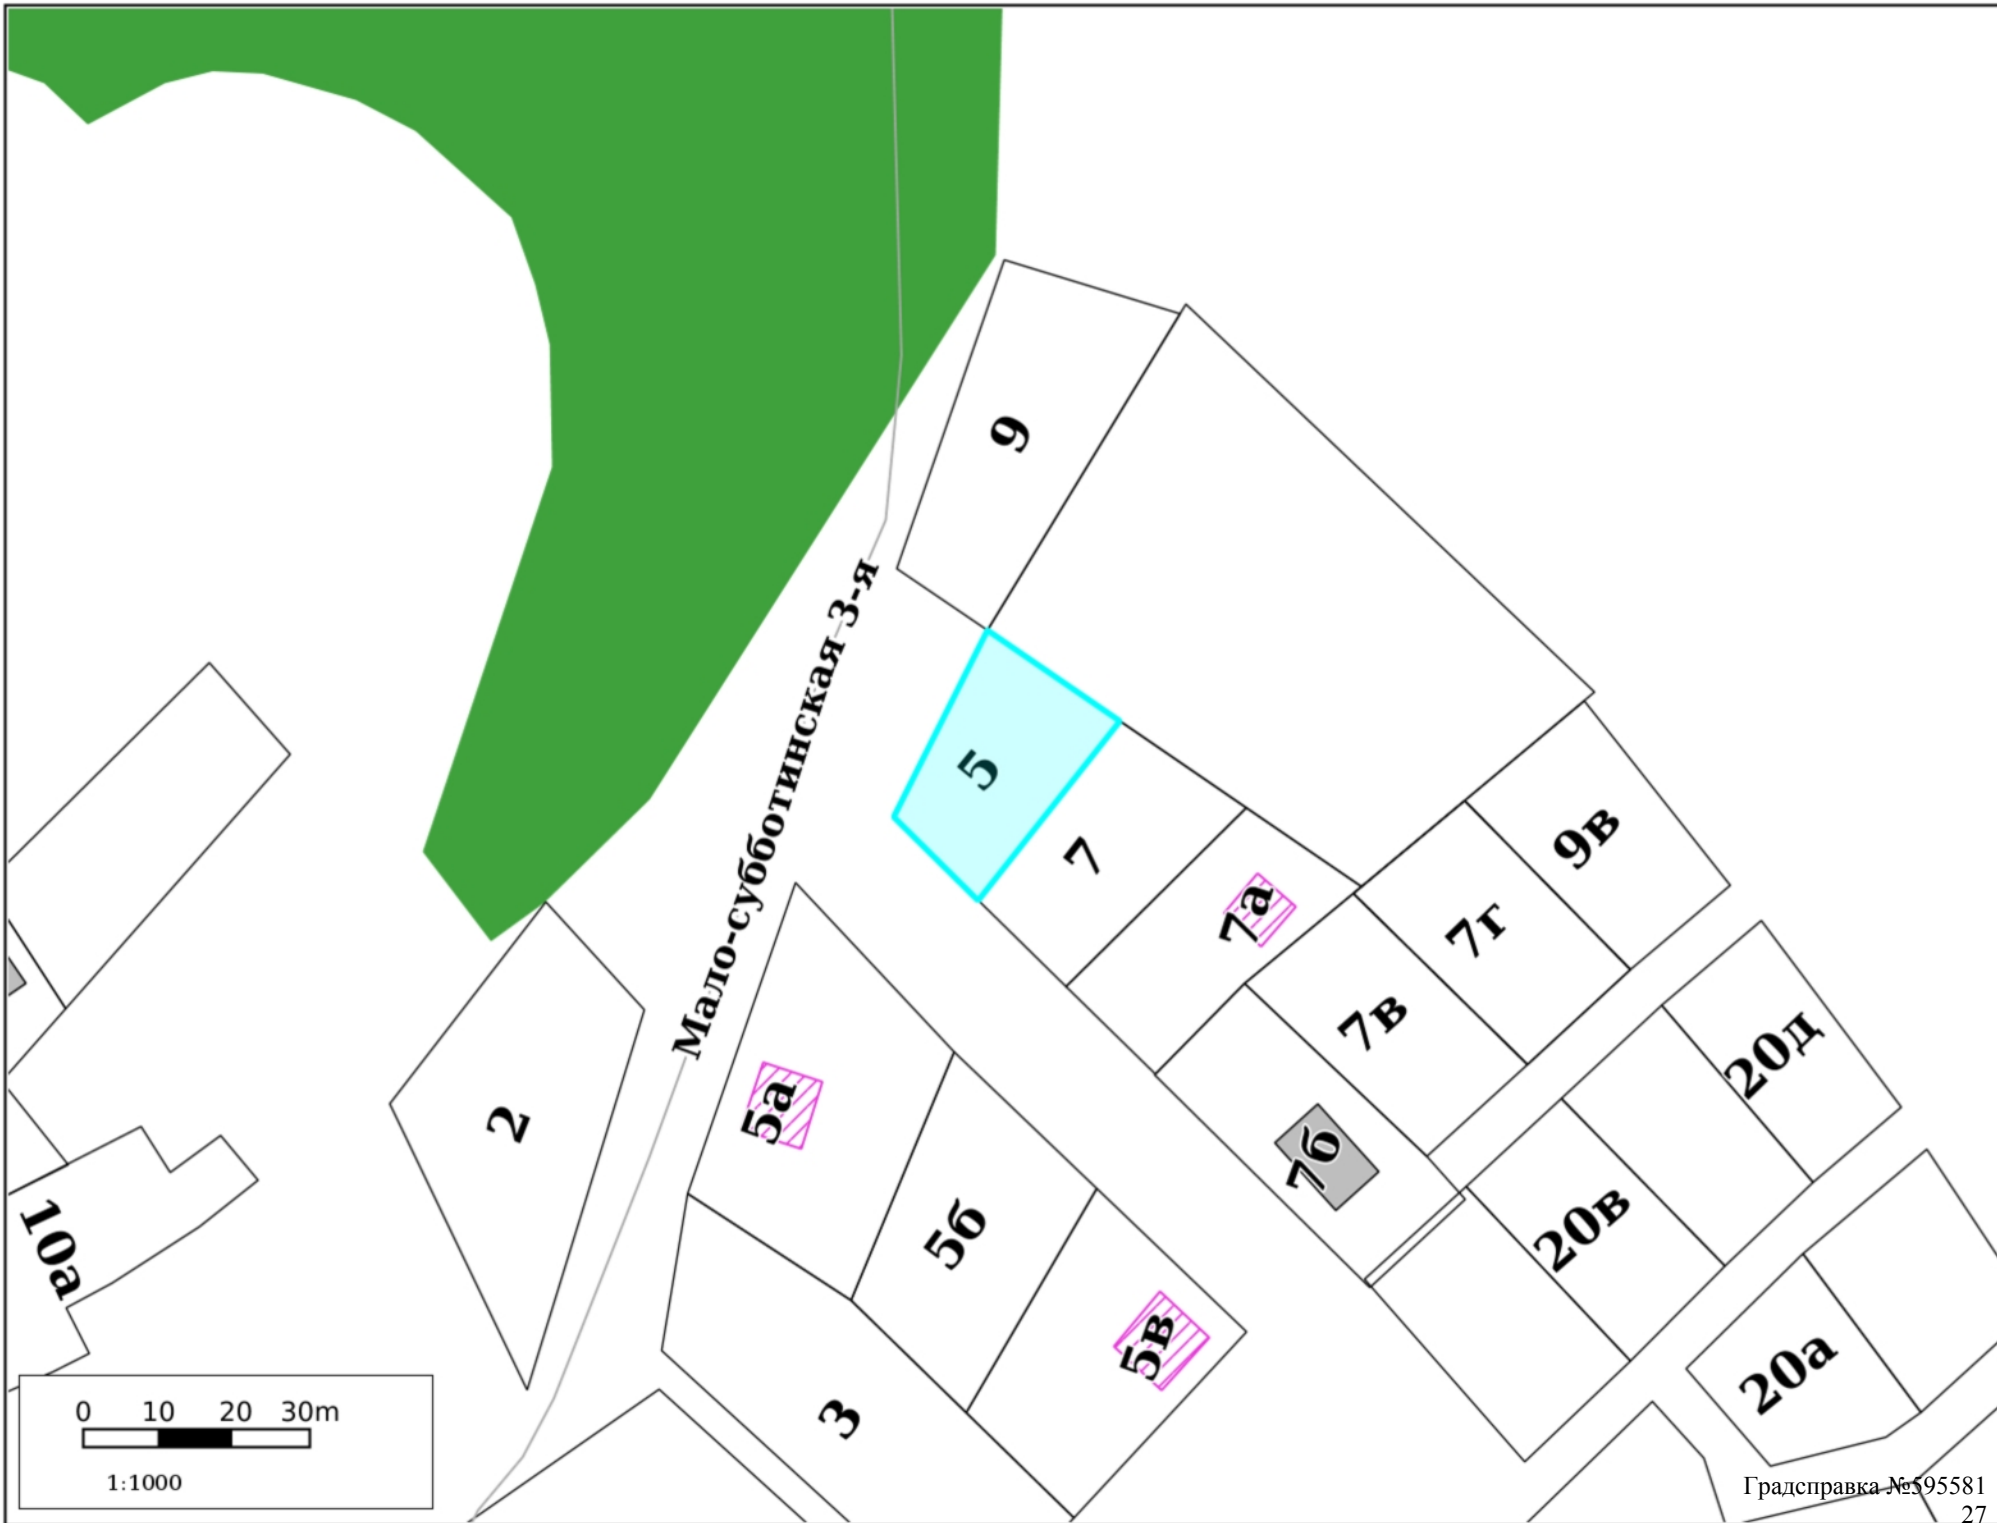 9
Мало-субботинская 3-я
5
7
7а
9в
7г
7в
7б
20д
20в
20а
2
5а
5б
5в
3
10а
0 10 20 30m
1:1000
Градсправка №595581
27